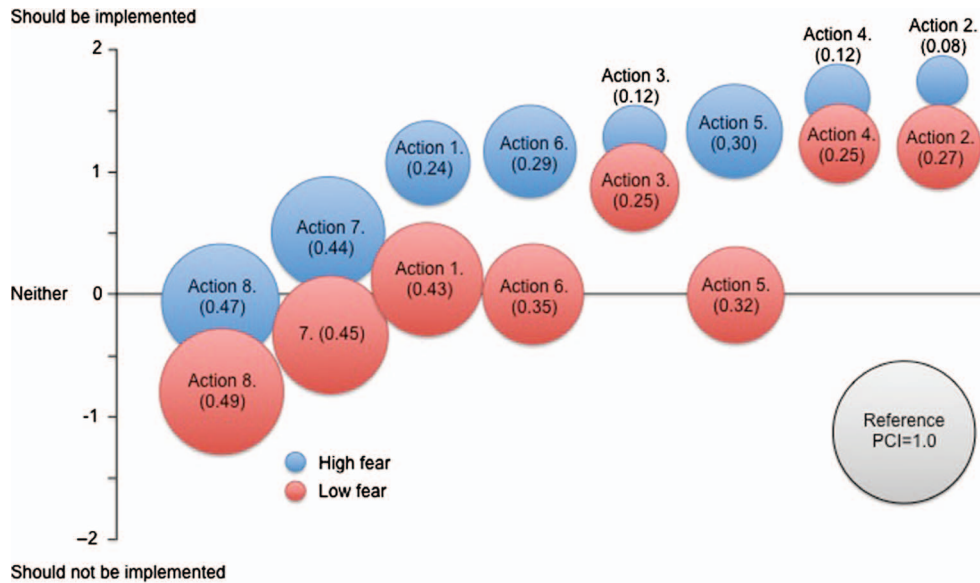 Should be implemented
2
1
Neither 0
-1
–2
Should not be implemented
Action 8.
(0.47)
Action 8.
(0.49)
Action 7.
(0.44)
7. (0.45)
Action 1.
(0.24)
Action 1.
(0.43)
Action 6.
(0.29)
Action 6.
(0.35)
Action 3.
(0.12)
Action 3.
(0.25)
Action 5.
(0,30)
Action 5.
(0.32)
Action 4.
(0.12)
Action 4.
(0.25)
Action 2.
(0.08)
Action 2.
(0.27)
High fear
Low fear
Reference
PCI=1.0